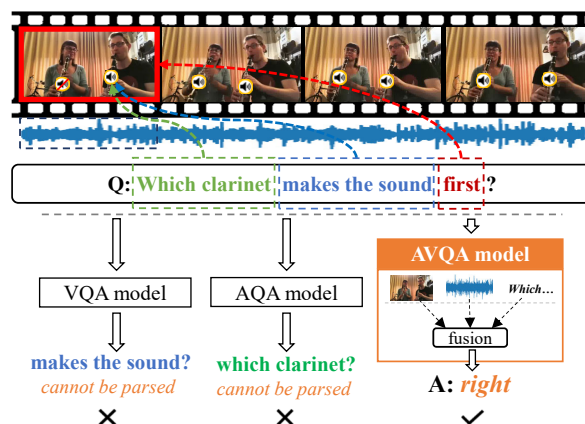 Q: Which clarinet makes the sound first ?
AVQA model
Which...
fusion
VQA model
AQA model
makes the sound?
cannot be parsed
which clarinet?
cannot be parsed
A: right